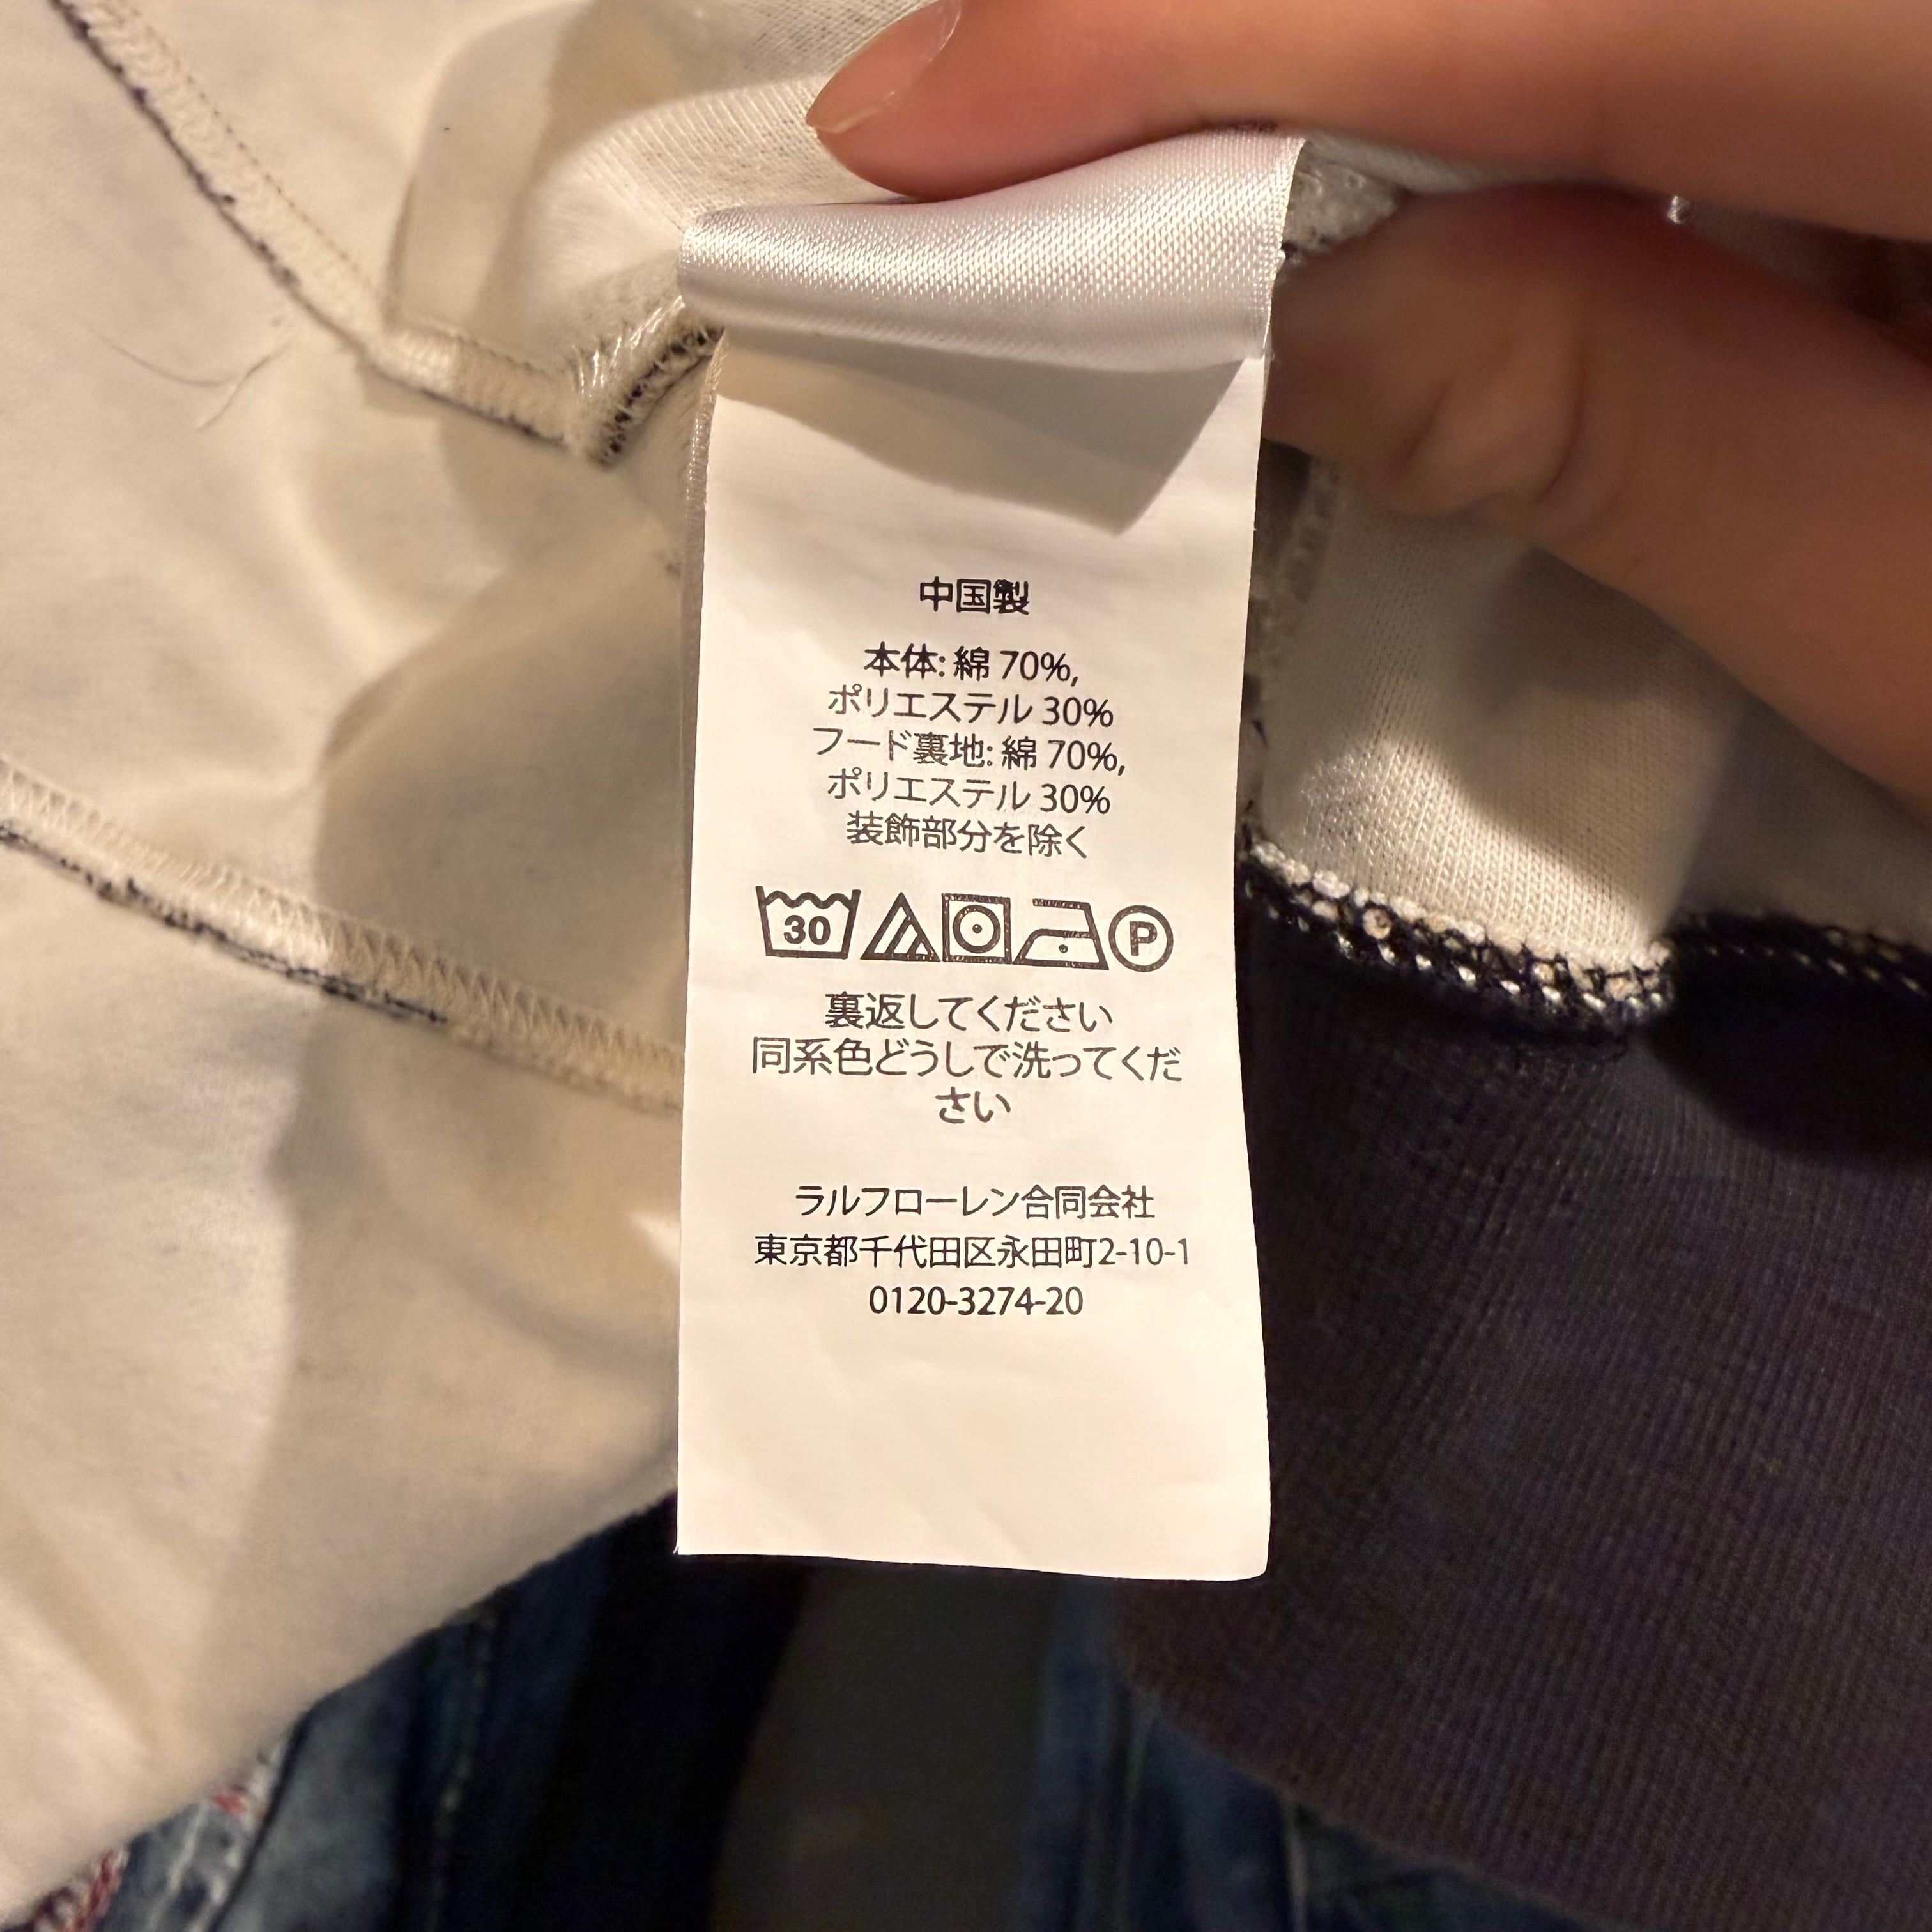 中国製
本体: 綿 70%,
ポリエステル 30%
フード裏地: 綿 70%,
ポリエステル 30%
装飾部分を除く
30 P
裏返してください
同系色どうしで洗ってくだ
さい
ラルフローレン合同会社
東京都千代田区永田町2-10-1
0120-3274-20